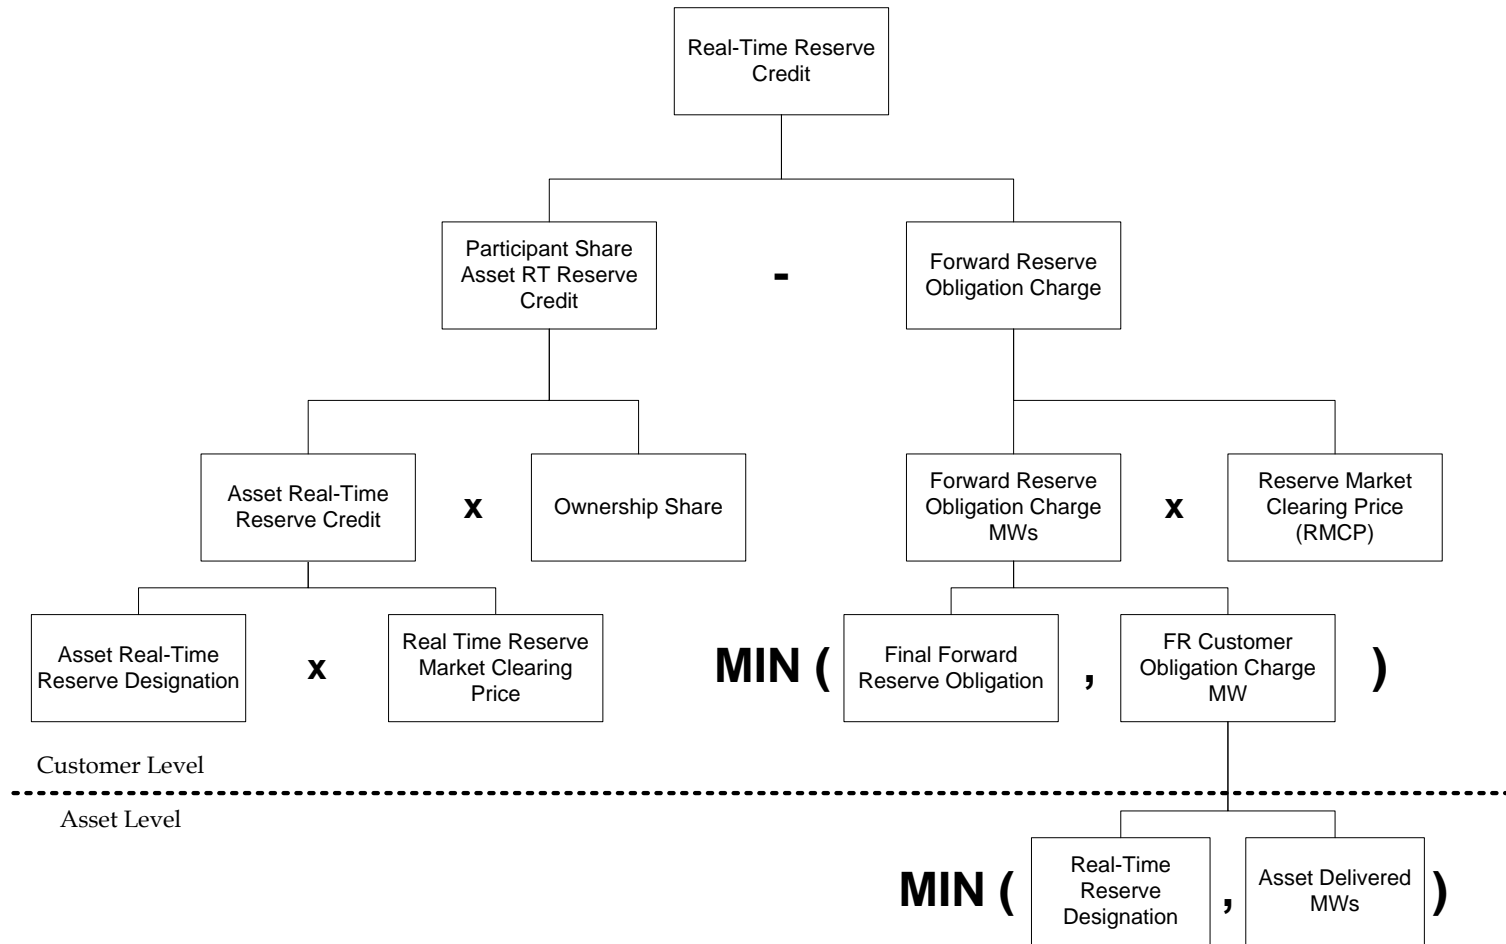 Real-Time Reserve
Credit
Participant Share
Asset RT Reserve
Credit
-
Forward Reserve
Obligation Charge
Asset Real-Time
Reserve Credit
x
Ownership Share
Forward Reserve
Obligation Charge
MWs
x
Reserve Market
Clearing Price
(RMCP)
Asset Real-Time
Reserve Designation
x
Real Time Reserve
Market Clearing
Price
MIN (
Final Forward
Reserve Obligation
,
FR Customer
Obligation Charge
MW
)
Customer Level
Asset Level
MIN (
Real-Time
Reserve
Designation
,
Asset Delivered
MWs
)